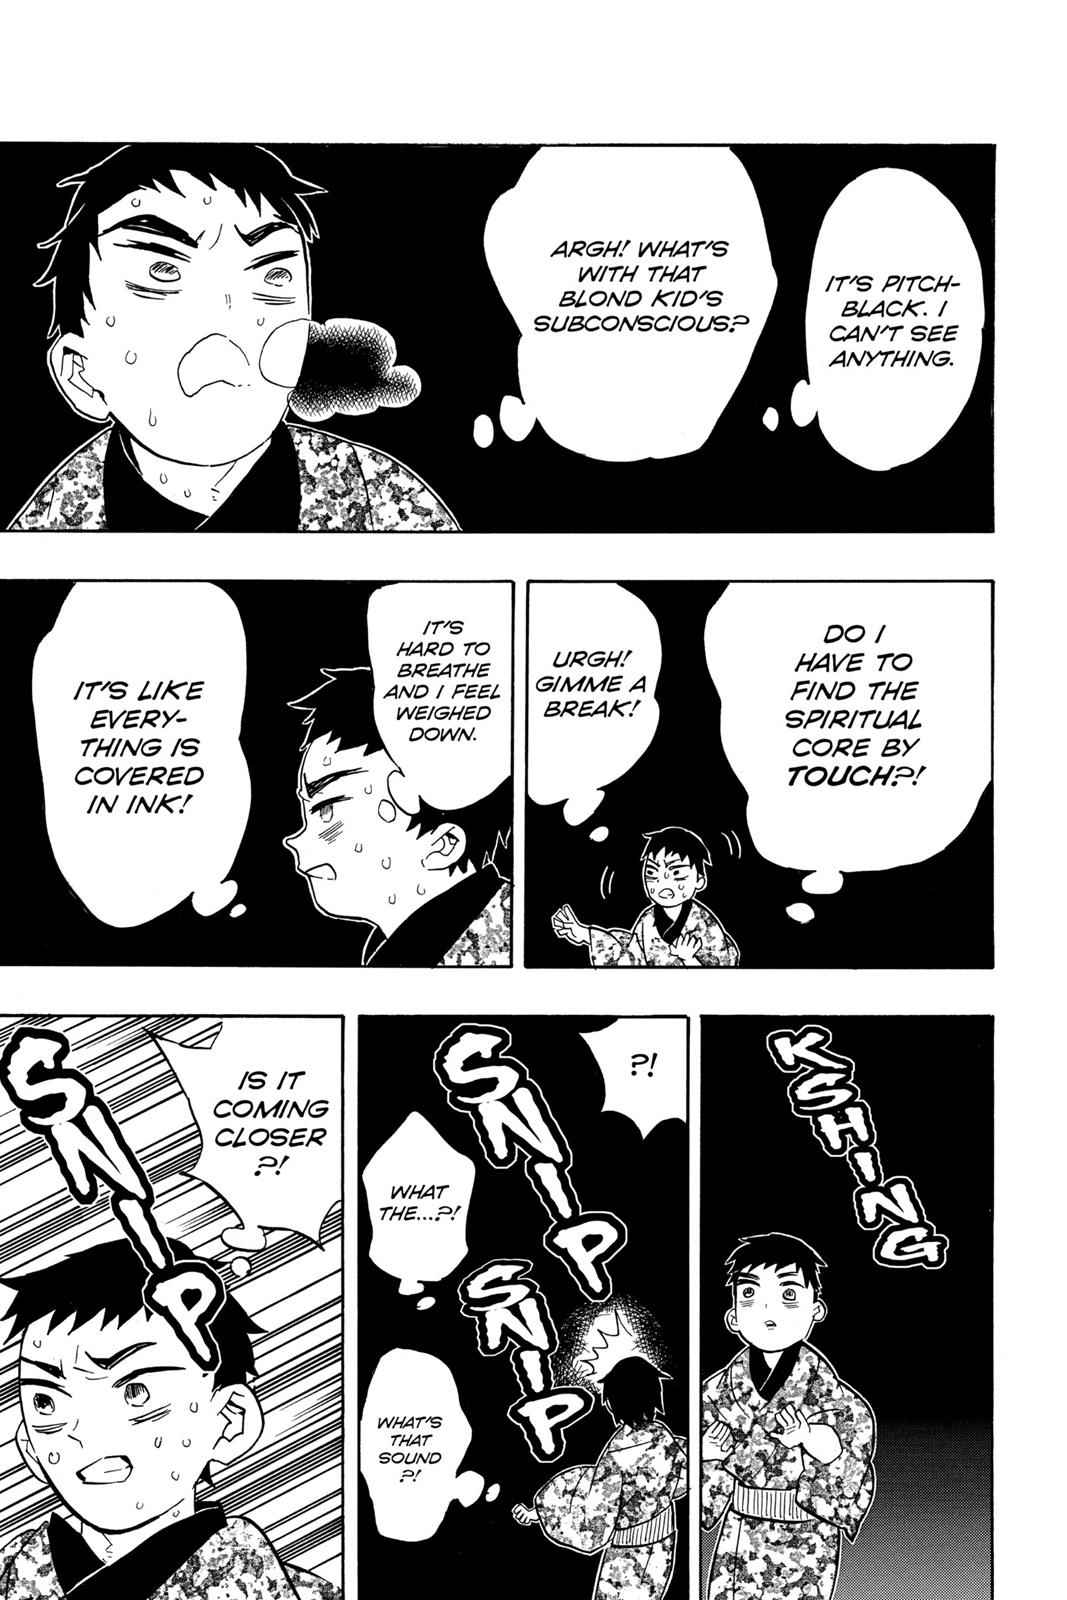 IT'S PITCH-
BLACK. I
CAN'T SEE
ANYTHING.
ARGH! WHAT'S
WITH THAT
BLOND KID'S
SUBCONSCIOUS?
DO I
HAVE TO
FIND THE
SPIRITUAL
CORE BY
TOUCH?!
URGH!
GIMME A
BREAK!
IT'S
HARD TO
BREATHE
AND I FEEL
WEIGHED
DOWN.
IT'S LIKE
EVERY-
THING IS
COVERED
IN INK!
KSHING
?!
SNIP
WHAT
THE...?!
SNIP
WHAT'S
THAT
SOUND
?!
IS IT
COMING
CLOSER
?!
SNIP